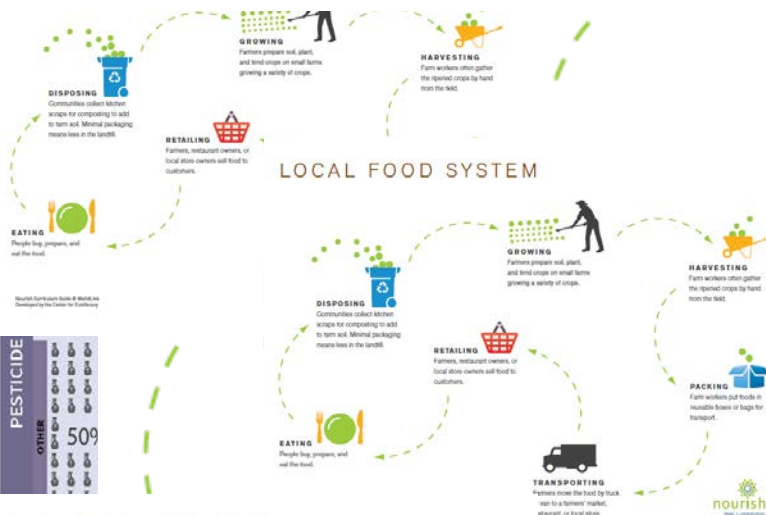 GROWING
Farmers prepare soil, plant,
and tend crops on small farms
growing a variety of crops.
HARVESTING
Farm workers often gather
the ripened crops by hand
from the field.
DISPOSING
Communities collect kitchen
scraps for composting to add
to farm soil. Minimal packaging
means less in the landfill.
RETAILING
Farmers, restaurant owners, or
local store owners sell food to
customers.
EATING
People buy, prepare, and
eat the food.
Nourish Curriculum Guide © WorldLink
Developed by the Center for Ecoliteracy
PESTICIDE
OTHER
50%
LOCAL FOOD SYSTEM
GROWING
Farmers prepare soil, plant,
and tend crops on small farms
growing a variety of crops.
HARVESTING
Farm workers often gather
the ripened crops by hand
from the field.
DISPOSING
Communities collect kitchen
scraps for composting to add
to farm soil. Minimal packaging
means less in the landfill.
RETAILING
Farmers, restaurant owners, or
local store owners sell food to
customers.
PACKING
Farm workers put foods in
reusable boxes or bags for
transport.
EATING
People buy, prepare, and
eat the food.
TRANSPORTING
Farmers move the food by truck
van to a farmers' market,
restaurant, or local store.
nourish